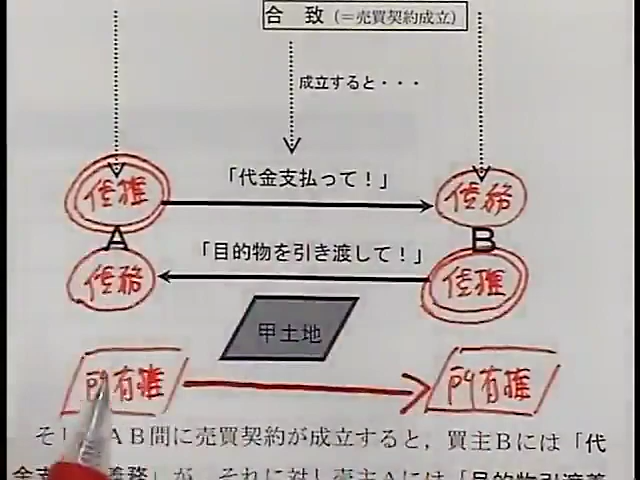 合 致（＝売買契約成立）
成立すると・・・
「代金支払って！」
債権
債務
A
B
「目的物を引き渡して！」
債務
債権
甲土地
所有権
所有権
そ
AB間に売買契約が成立すると，買主Bには「代
義務」が，それに対し売主Aには「目的物引渡義